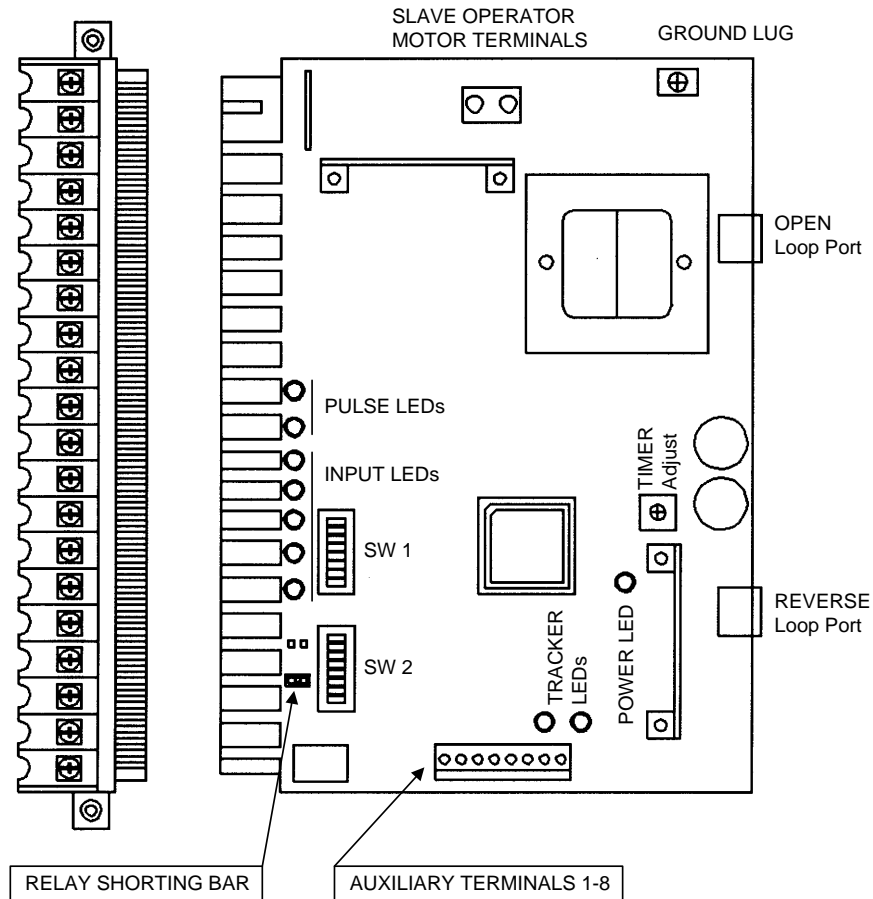 SLAVE OPERATOR
MOTOR TERMINALS
GROUND LUG
OPEN
Loop Port
PULSE LEDs
INPUT LEDs
TIMER
Adjust
SW 1
REVERSE
Loop Port
SW 2
TRACKER
LEDs
POWER LED
RELAY SHORTING BAR
AUXILIARY TERMINALS 1-8